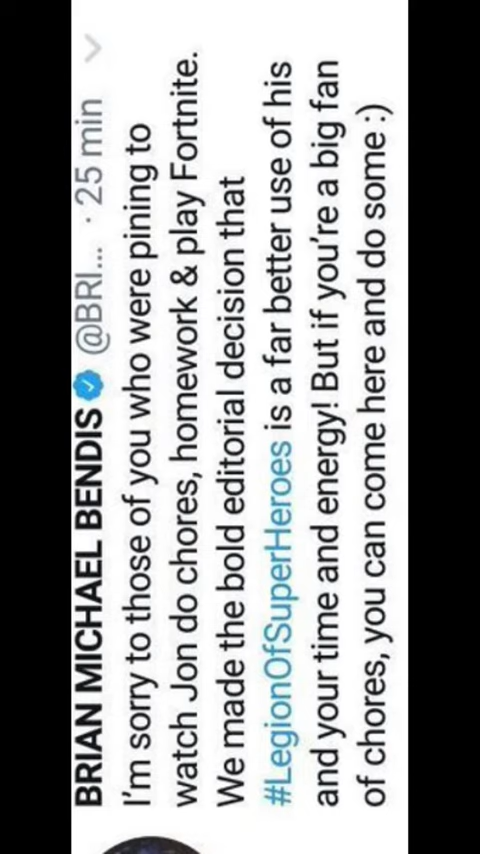 BRIAN MICHAEL BENDIS @BRI... · 25 min
I'm sorry to those of you who were pining to
watch Jon do chores, homework & play Fortnite.
We made the bold editorial decision that
#LegionOfSuperHeroes is a far better use of his
and your time and energy! But if you're a big fan
of chores, you can come here and do some :)